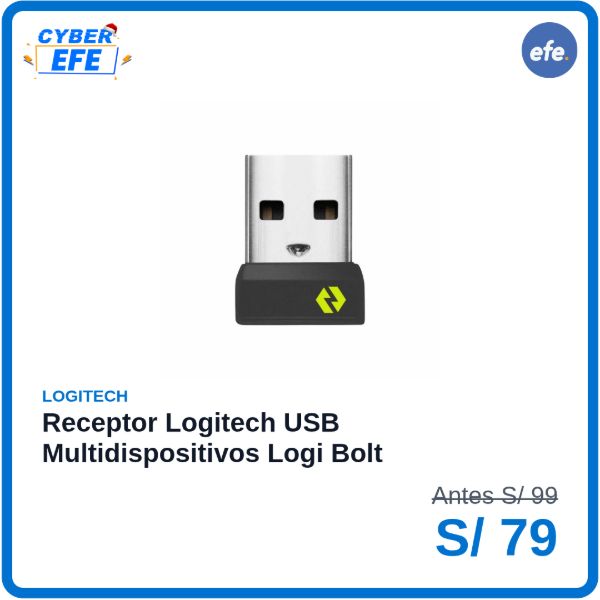 CYBER
EFE
efe.
LOGITECH
Receptor Logitech USB
Multidispositivos Logi Bolt
Antes S/ 99
S/ 79